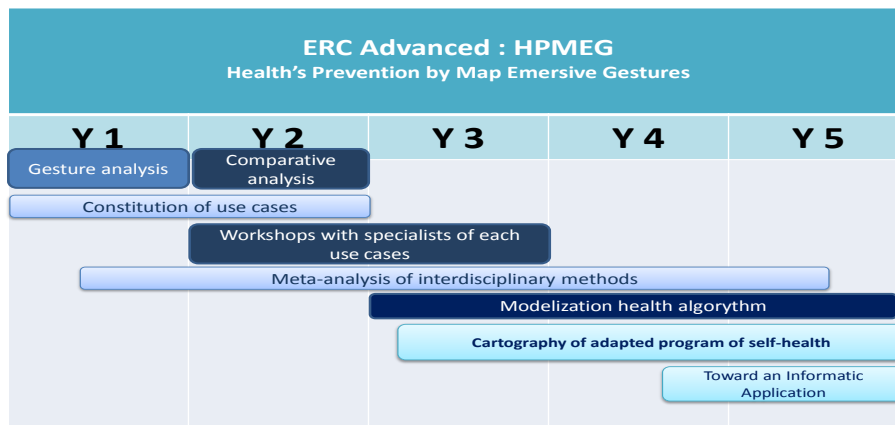 ERC Advanced : HPMEG
Health's Prevention by Map Emersive Gestures
Y 1 Y 2 Y 3 Y 4 Y 5
Gesture analysis
Comparative
analysis
Constitution of use cases
Workshops with specialists of each
use cases
Meta-analysis of interdisciplinary methods
Modelization health algorythm
Cartography of adapted program of self-health
Toward an Informatic
Application